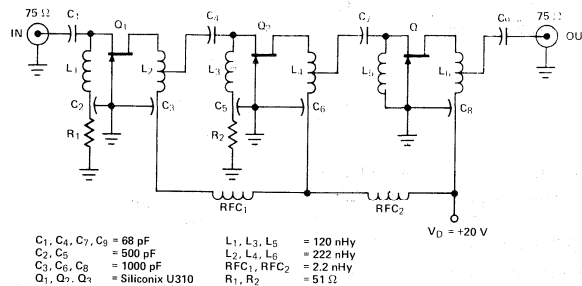 75 Ω
IN
C1
Q1
C4
Q2
C7
Q
C9
75 Ω
OU
L1
L2
L3
L4
L5
L6
C2
C3
C5
C6
C8
R1
R2
RFC1
RFC2
VD = +20 V
C1, C4, C7, C9 = 68 pF
C2, C5 = 500 pF
C3, C6, C8 = 1000 pF
Q1, Q2, Q3 = Siliconix U310
L1, L3, L5 = 120 nHy
L2, L4, L6 = 222 nHy
RFC1, RFC2 = 2.2 nHy
R1, R2 = 51 Ω